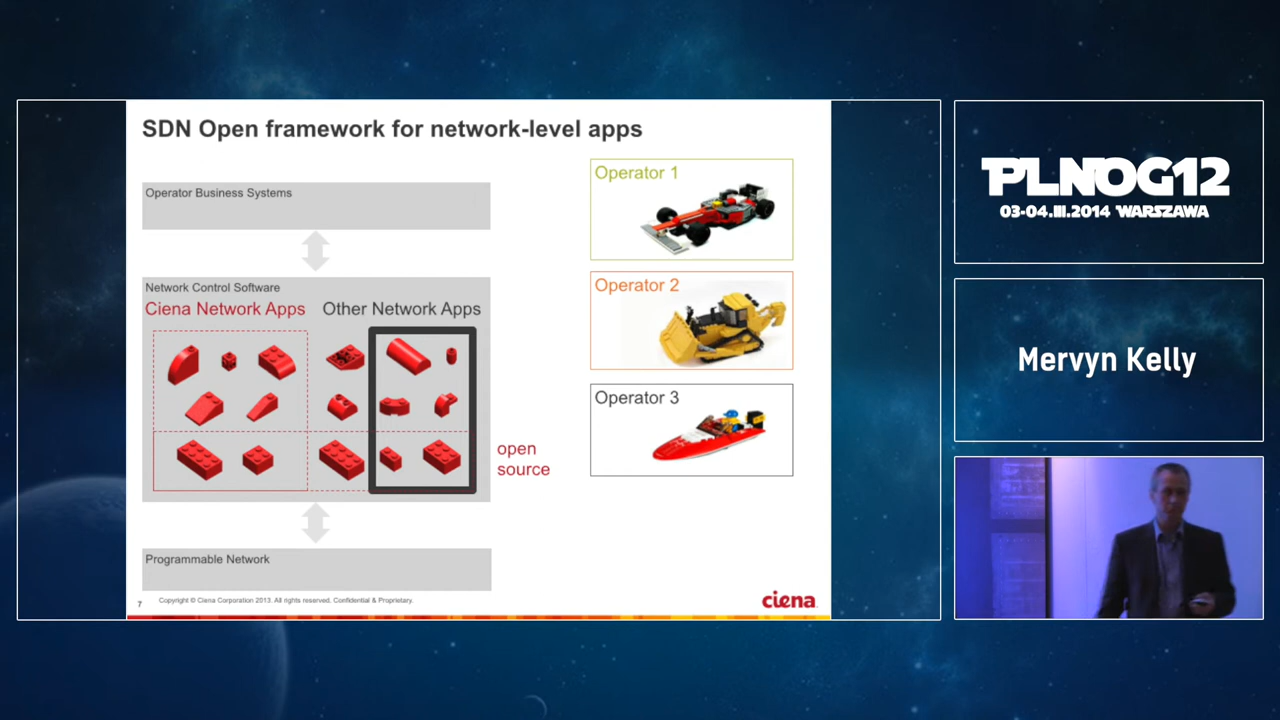 SDN Open framework for network-level apps
Operator Business Systems
Network Control Software
Ciena Network Apps
Other Network Apps
open
source
Programmable Network
7
Copyright © Ciena Corporation 2013. All rights reserved. Confidential & Proprietary.
ciena
Operator 1
Operator 2
Operator 3
PLNOG12
03-04.III.2014 WARSZAWA
Mervyn Kelly